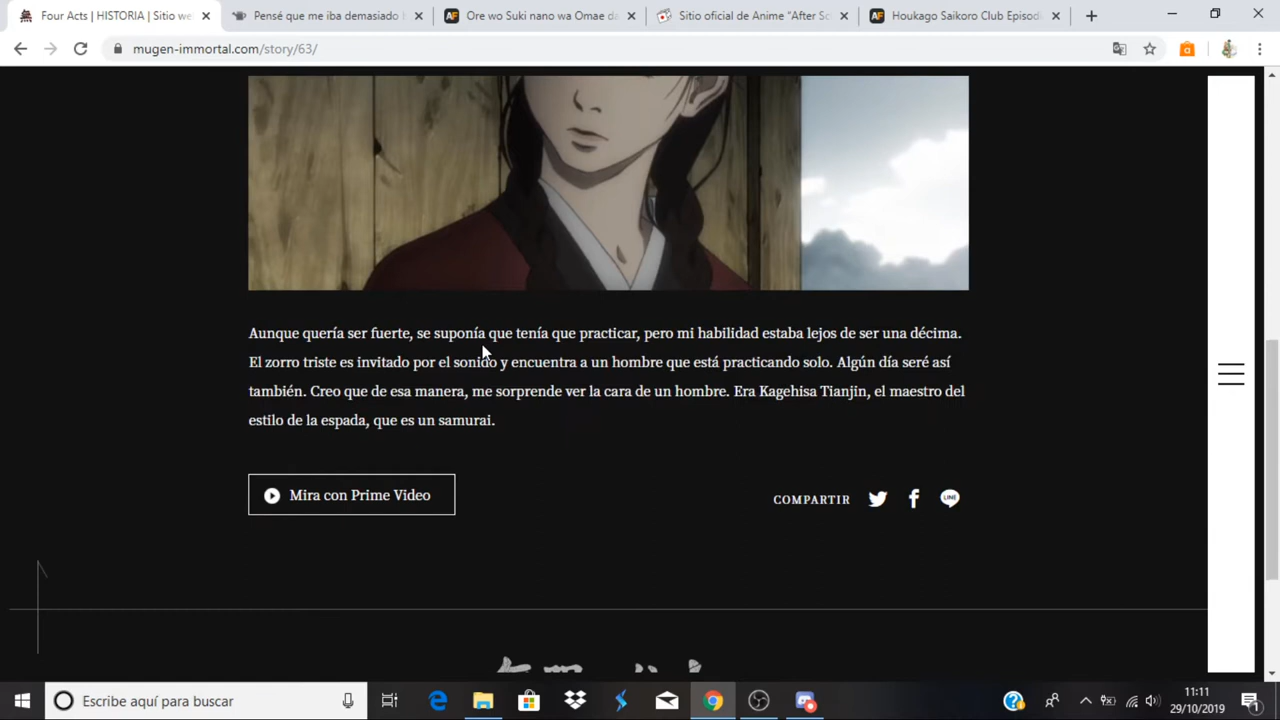 Four Acts | HISTORIA | Sitio we
Pensé que me iba demasiado b
Ore wo Suki nano wa Omae da
Sitio oficial de Anime "After Sc
Houkago Saikoro Club Episodi
mugen-immortal.com/story/63/
Aunque quería ser fuerte, se suponía que tenía que practicar, pero mi habilidad estaba lejos de ser una décima.
El zorro triste es invitado por el sonido y encuentra a un hombre que está practicando solo. Algún día seré así
también. Creo que de esa manera, me sorprende ver la cara de un hombre. Era Kagehisa Tianjin, el maestro del
estilo de la espada, que es un samurai.
Mira con Prime Video
COMPARTIR
LINE
Escribe aquí para buscar
11:11
29/10/2019